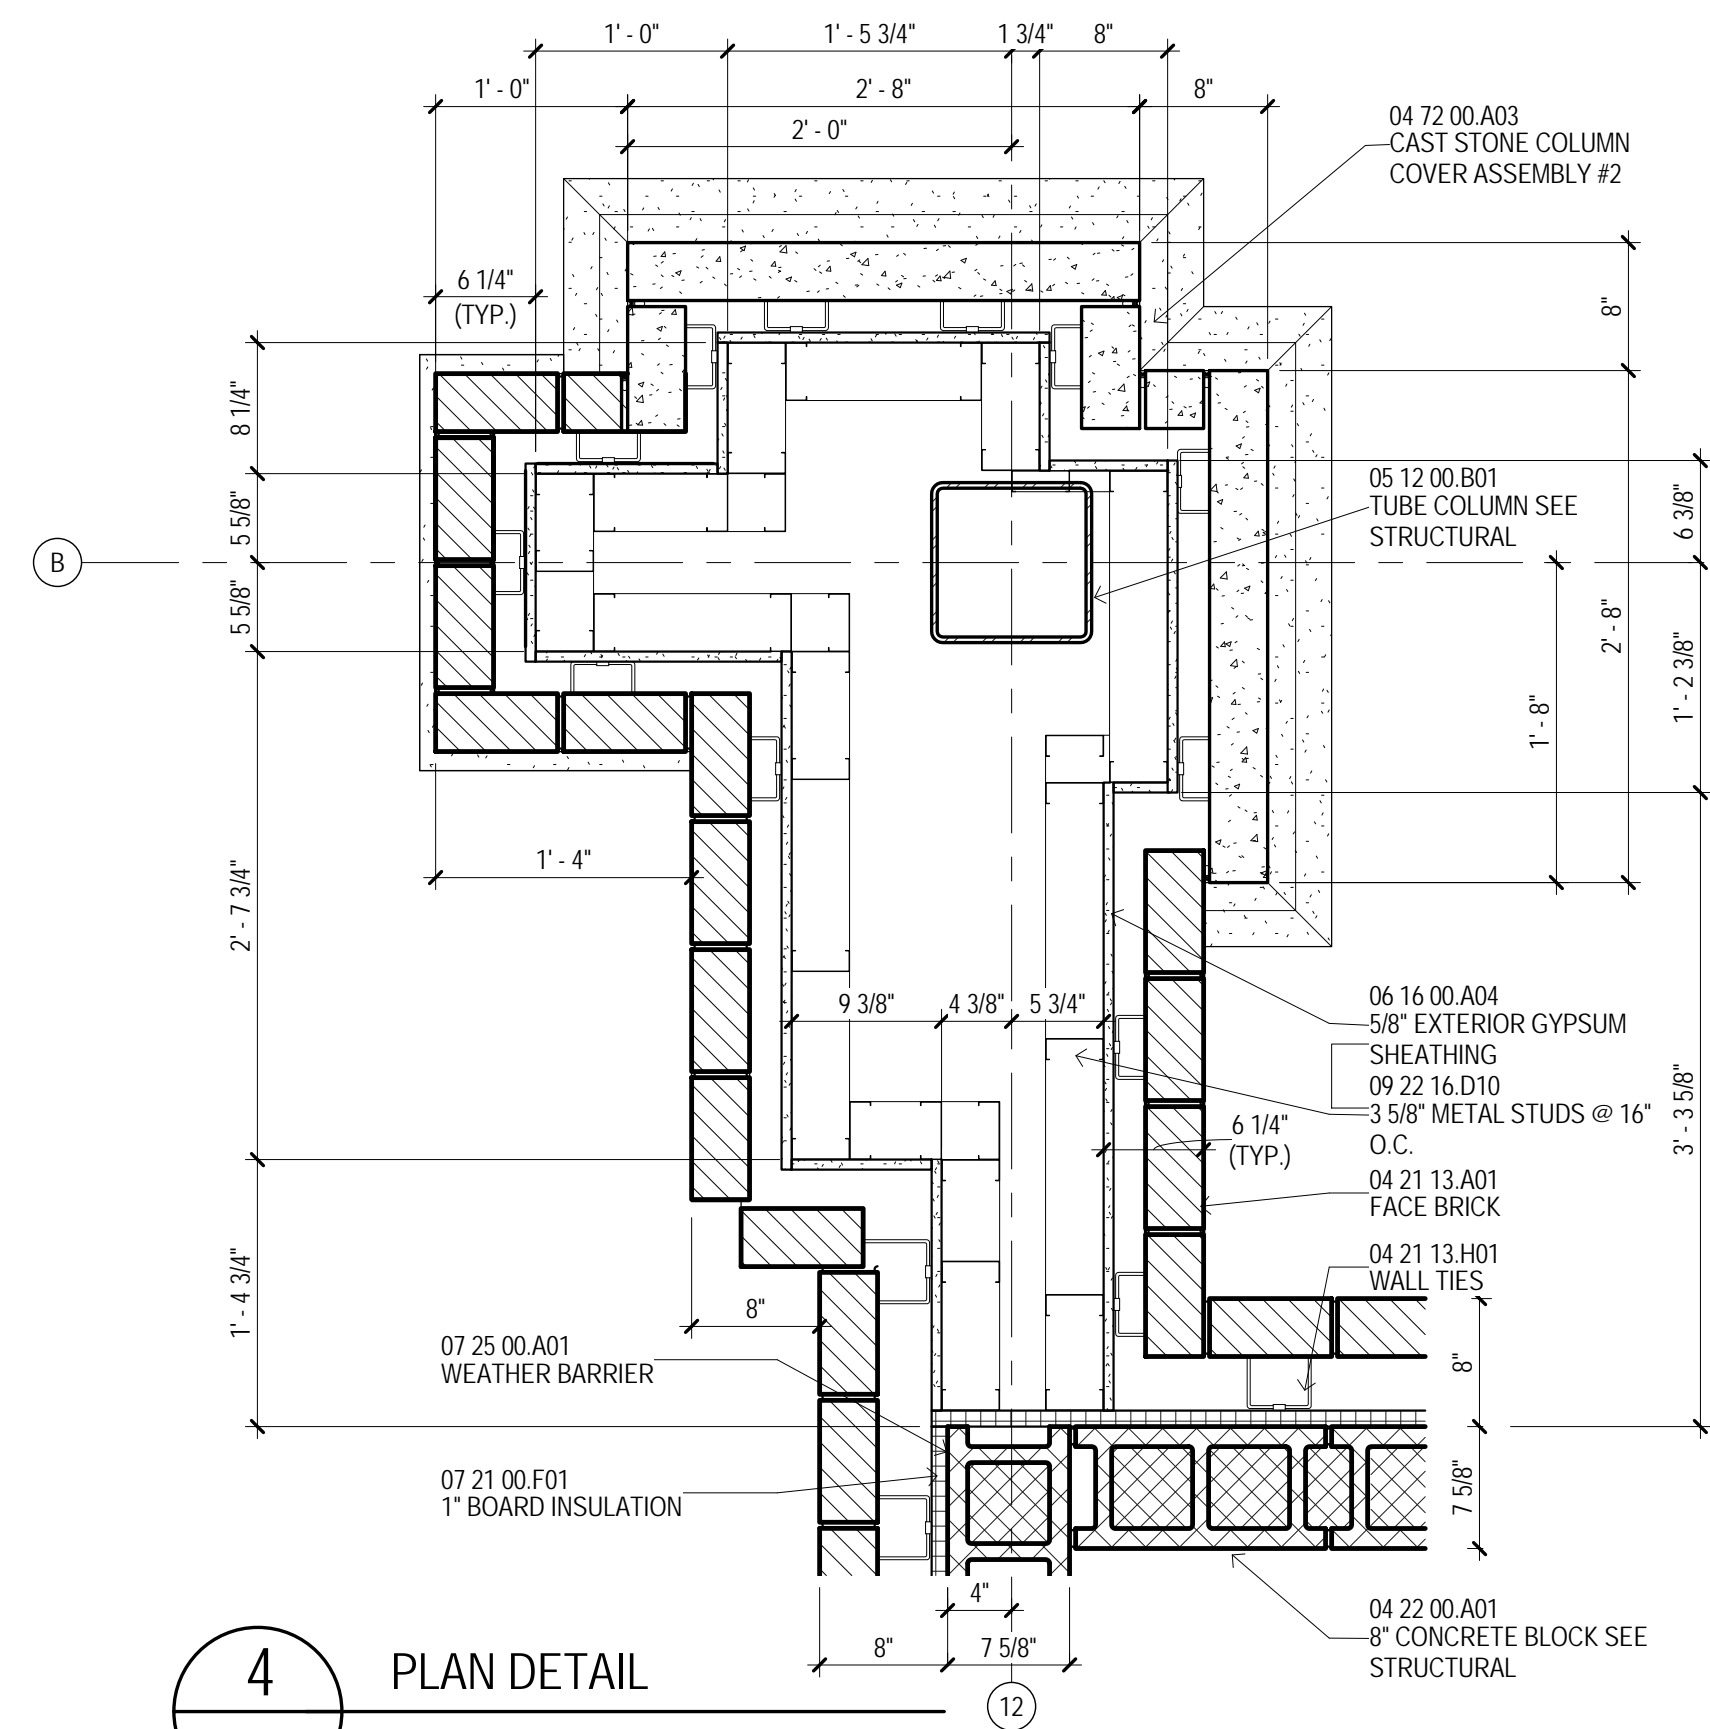 1' - 0"
1' - 5 3/4"
1 3/4"
8"
1' - 0"
2' - 8"
8"
2' - 0"
04 72 00.A03
CAST STONE COLUMN
COVER ASSEMBLY #2
6 1/4"
(TYP.)
8"
8 1/4"
5 5/8"
5 5/8"
B
05 12 00.B01
TUBE COLUMN SEE
STRUCTURAL
6 3/8"
2' - 8"
1' - 2 3/8"
1' - 8"
1' - 4"
2' - 7 3/4"
9 3/8"
4 3/8"
5 3/4"
06 16 00.A04
5/8" EXTERIOR GYPSUM
SHEATHING
09 22 16.D10
3 5/8" METAL STUDS @ 16"
O.C.
3' - 3 5/8"
6 1/4"
(TYP.)
04 21 13.A01
FACE BRICK
04 21 13.H01
WALL TIES
1' - 4 3/4"
8"
07 25 00.A01
WEATHER BARRIER
8"
07 21 00.F01
1" BOARD INSULATION
7 5/8"
4"
8"
7 5/8"
04 22 00.A01
8" CONCRETE BLOCK SEE
STRUCTURAL
4
PLAN DETAIL
12